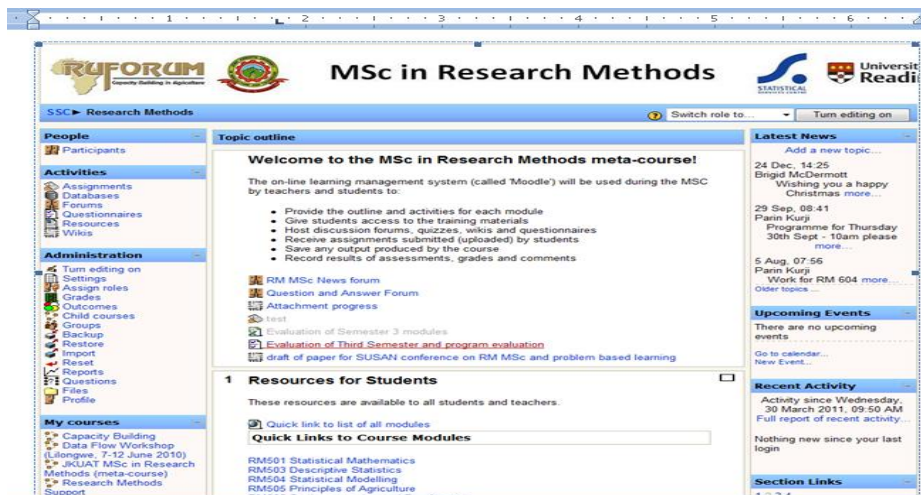 1 2 3 4 5 6
RUFORUM
Capacity Building in Agriculture
MSc in Research Methods
STATISTICAL
SERVICES CENTRE
Universit
Readi
SSC► Research Methods
Switch role to...
Turn editing on
People
Participants
Activities
Assignments
Databases
Forums
Questionnaires
Resources
Wikis
Administration
Turn editing on
Settings
Assign roles
Grades
Outcomes
Child courses
Groups
Backup
Restore
Import
Reset
Reports
Questions
Files
Profile
My courses
Capacity Building
Data Flow Workshop
(Lilongwe, 7-12 June 2010)
JKUAT MSc in Research
Methods (meta-course)
Research Methods
Support
Topic outline
Welcome to the MSc in Research Methods meta-course!
The on-line learning management system (called 'Moodle') will be used during the MSC
by teachers and students to:
• Provide the outline and activities for each module
• Give students access to the training materials
• Host discussion forums, quizzes, wikis and questionnaires
• Receive assignments submitted (uploaded) by students
• Save any output produced by the course
• Record results of assessments, grades and comments
RM MSc News forum
Question and Answer Forum
Attachment progress
test
Evaluation of Semester 3 modules
Evaluation of Third Semester and program evaluation
draft of paper for SUSAN conference on RM MSc and problem based learning
1 Resources for Students
These resources are available to all students and teachers.
Quick link to list of all modules
Quick Links to Course Modules
RM501 Statistical Mathematics
RM503 Descriptive Statistics
RM504 Statistical Modelling
RM505 Principles of Agriculture
Latest News
Add a new topic...
24 Dec, 14:25
Brigid McDermott
Wishing you a happy
Christmas more...
29 Sep, 08:41
Parin Kurji
Programme for Thursday
30th Sept - 10am please
more...
5 Aug, 07:56
Parin Kurji
Work for RM 604 more...
Older topics ...
Upcoming Events
There are no upcoming
events
Go to calendar...
New Event...
Recent Activity
Activity since Wednesday,
30 March 2011, 09:50 AM
Full report of recent activity...
Nothing new since your last
login
Section Links